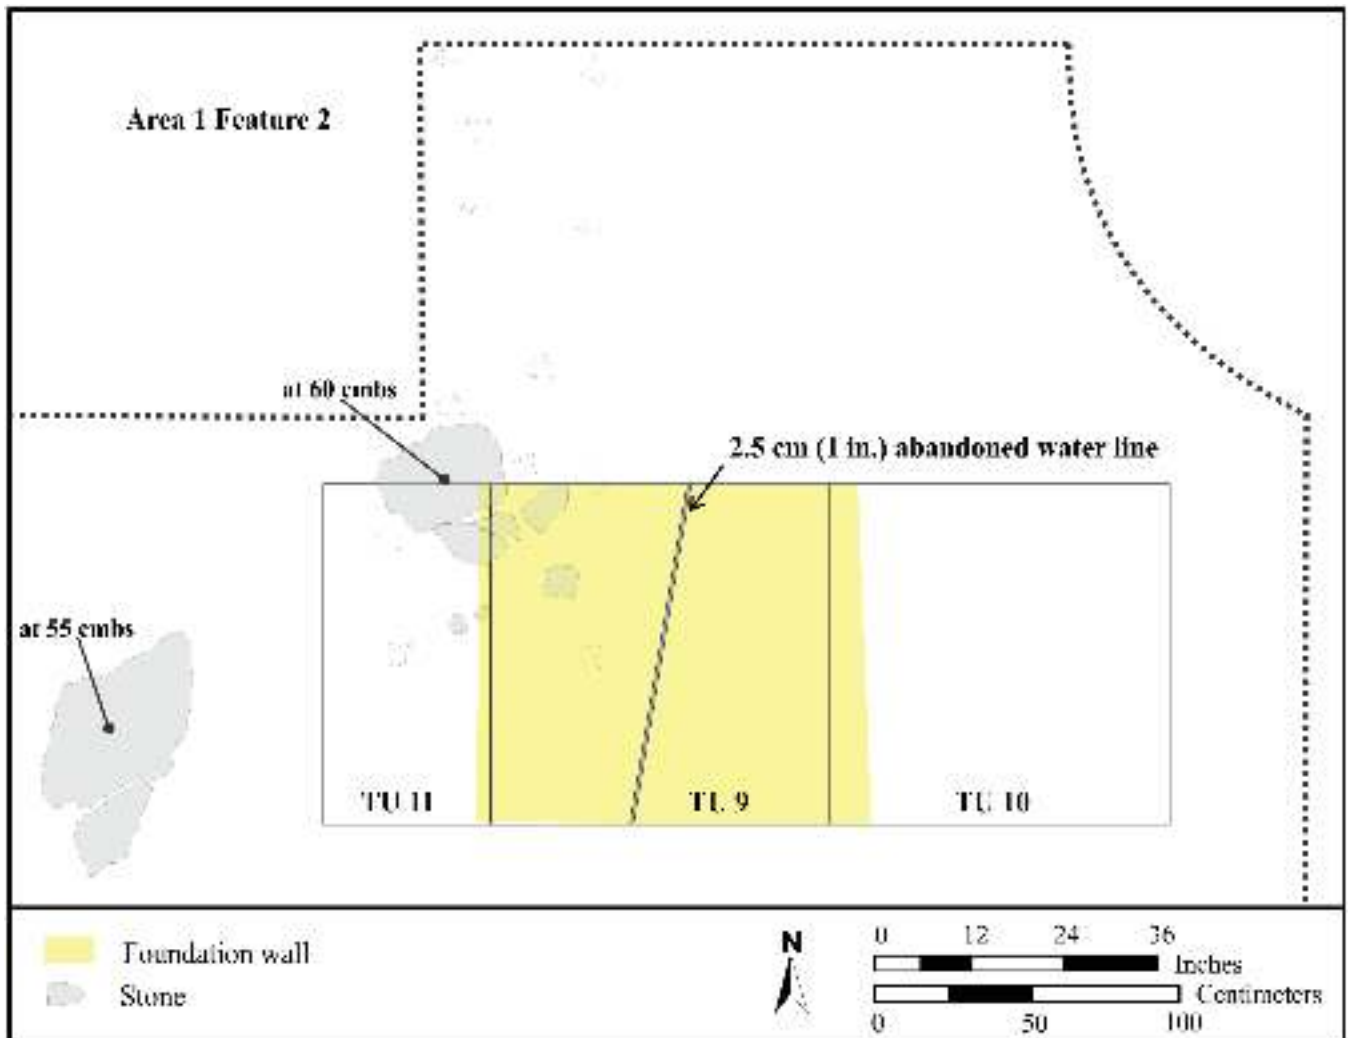 Area 1 Feature 2
at 60 cmbs
2.5 cm (1 in.) abandoned water line
at 55 cmbs
TU 11
TU 9
TU 10
Foundation wall
Stone
N
0 12 24 36
Inches
Centimeters
0 50 100